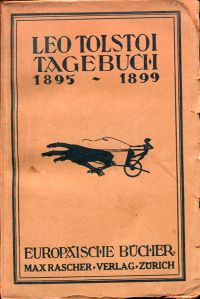 LEO TOLSTOI
TAGEBUCH
1895 ~ 1899
EUROPÄISCHE BÜCHER
MAX RASCHER • VERLAG • ZÜRICH